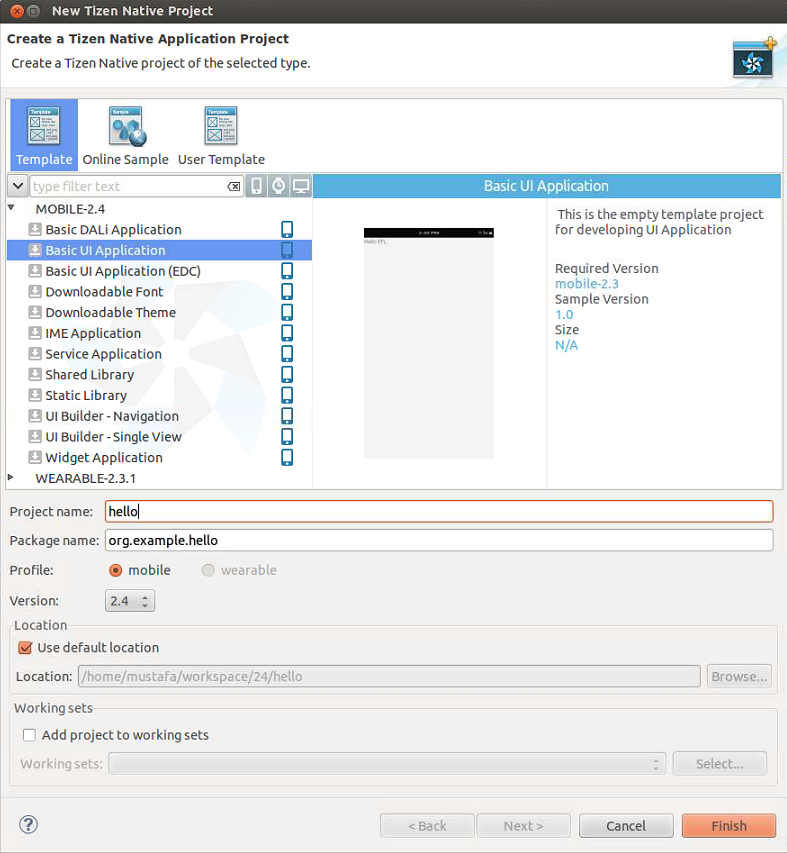 New Tizen Native Project
Create a Tizen Native Application Project
Create a Tizen Native project of the selected type.
Template
Online Sample
User Template
type filter text
Basic UI Application
MOBILE-2.4
Basic DALi Application
Basic UI Application
Basic UI Application (EDC)
Downloadable Font
Downloadable Theme
IME Application
Service Application
Shared Library
Static Library
UI Builder - Navigation
UI Builder - Single View
Widget Application
WEARABLE-2.3.1
Hello EFL
This is the empty template project
for developing UI Application
Required Version
mobile-2.3
Sample Version
1.0
Size
N/A
Project name: hello
Package name: org.example.hello
Profile: mobile wearable
Version: 2.4
Location
Use default location
Location: /home/mustafa/workspace/24/hello Browse...
Working sets
Add project to working sets
Working sets: Select...
? < Back Next > Cancel Finish